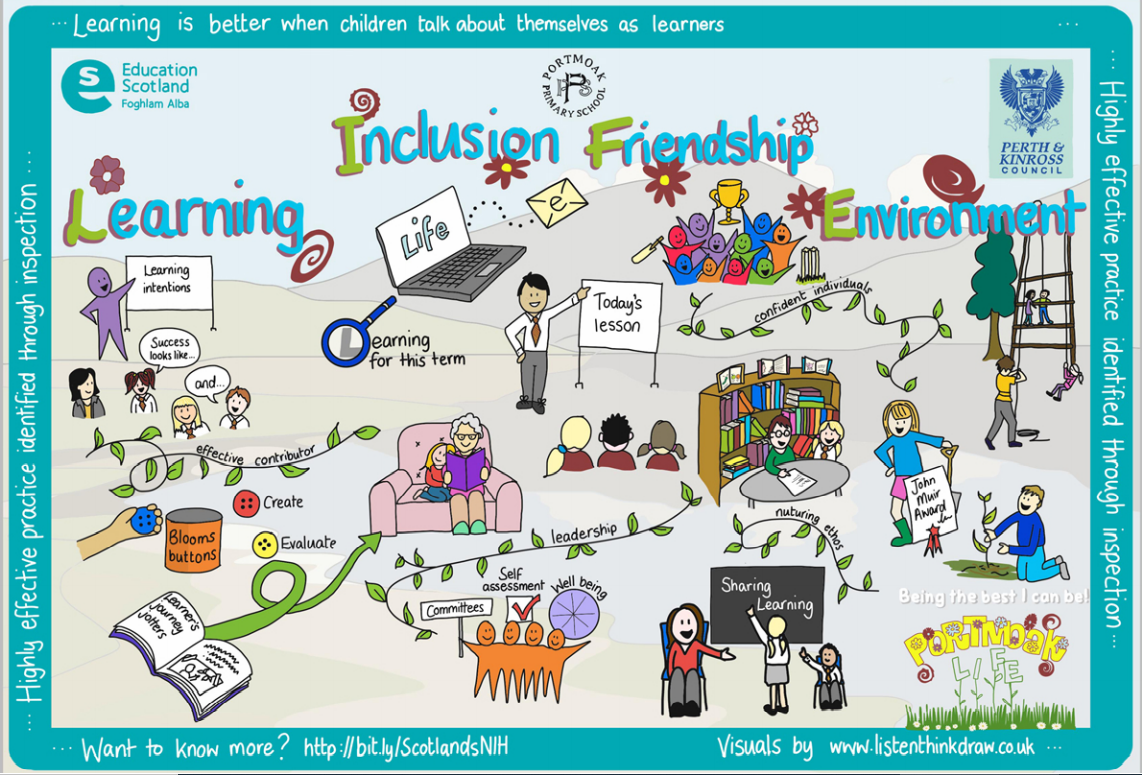 ... Learning is better when children talk about themselves as learners ...
Education
Scotland
Foghlam Alba
PORTMOAK
PRIMARY SCHOOL
PPS
PERTH &
KINROSS
COUNCIL
Learning
Inclusion
Friendship
Environment
Learning
intentions
Success
looks like...
and...
Life
e
Learning
for this term
Today's
lesson
confident individuals
effective contributor
Create
Evaluate
Blooms
buttons
Learner's
journey
jotters
leadership
Self
assessment
Well being
Committees
nuturing ethos
Sharing
Learning
John
Muir
Award
Being the best I can be!
PORTMOAK
LIFE
... Highly effective practice identified through inspection ...
... Highly effective practice identified through inspection ...
... Want to know more? http://bit.ly/ScotlandsNIH
Visuals by www.listenthinkdraw.co.uk ...